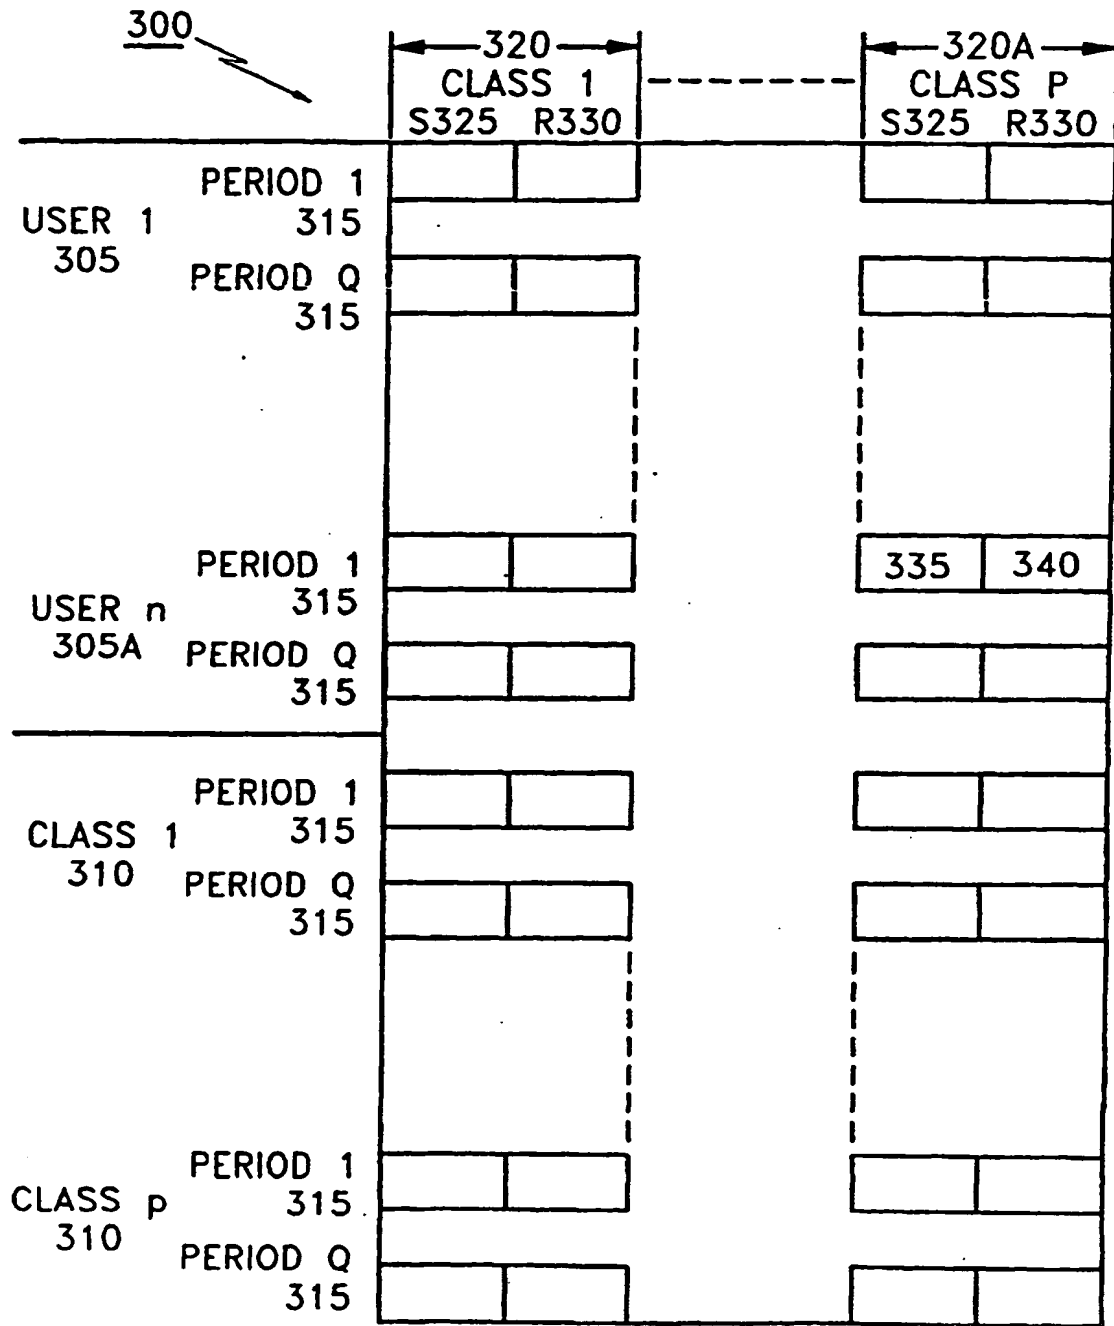 300
320 320A
CLASS 1 CLASS P
S325 R330 S325 R330
PERIOD 1
315
USER 1
305
PERIOD Q
315
PERIOD 1
315
335 340
USER n
305A
PERIOD Q
315
PERIOD 1
315
CLASS 1
310
PERIOD Q
315
PERIOD 1
315
CLASS p
310
PERIOD Q
315